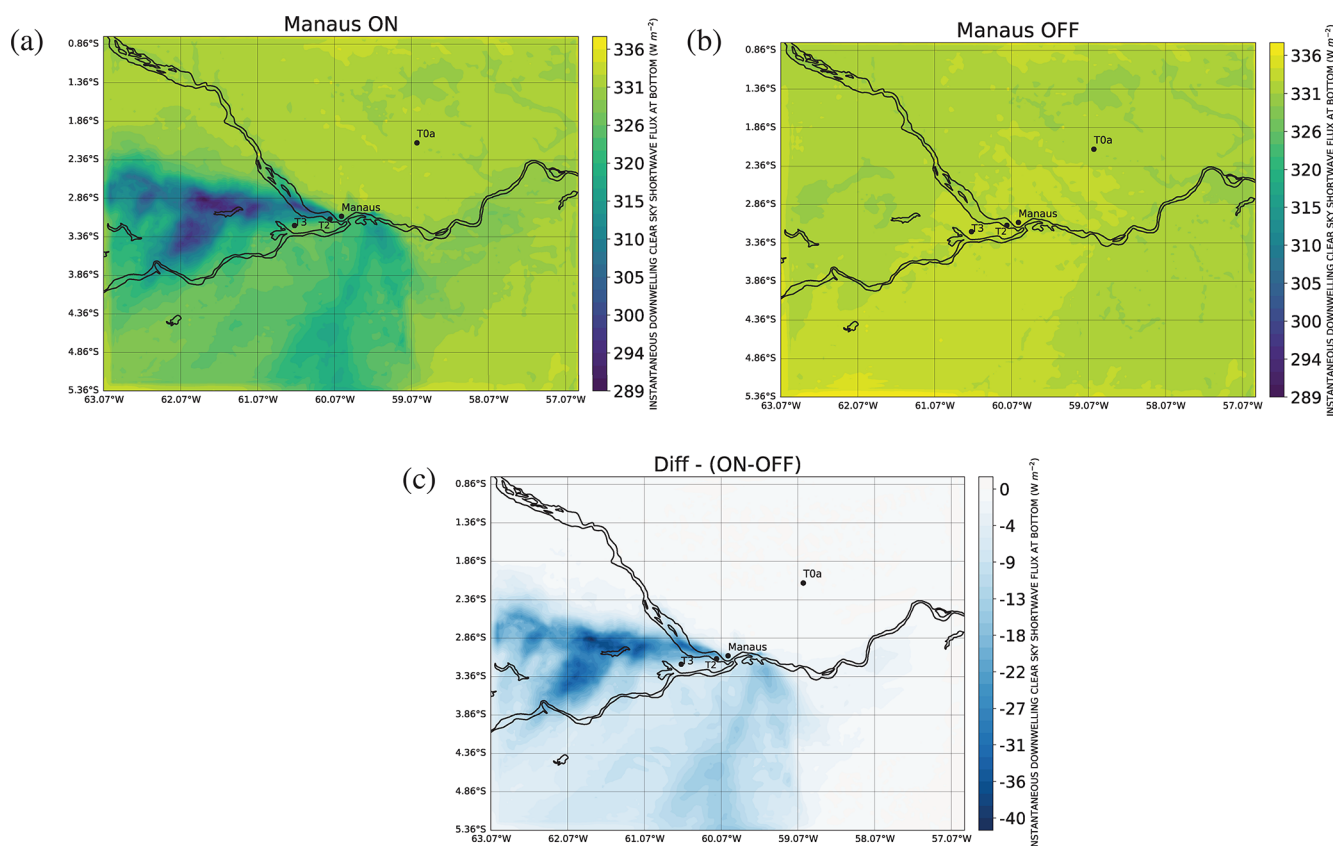 (a)
Manaus ON
0.86°S
1.36°S
1.86°S
2.36°S
2.86°S
3.36°S
3.86°S
4.36°S
4.86°S
5.36°S
63.07°W 62.07°W 61.07°W 60.07°W 59.07°W 58.07°W 57.07°W
T0a
Manaus
T3
T2
336
331
326
320
315
310
305
300
294
289
INSTANTANEOUS DOWNWELLING CLEAR SKY SHORTWAVE FLUX AT BOTTOM (W m⁻²)
(b)
Manaus OFF
0.86°S
1.36°S
1.86°S
2.36°S
2.86°S
3.36°S
3.86°S
4.36°S
4.86°S
5.36°S
63.07°W 62.07°W 61.07°W 60.07°W 59.07°W 58.07°W 57.07°W
T0a
Manaus
T3
T2
336
331
326
320
315
310
305
300
294
289
INSTANTANEOUS DOWNWELLING CLEAR SKY SHORTWAVE FLUX AT BOTTOM (W m⁻²)
(c)
Diff - (ON-OFF)
0.86°S
1.36°S
1.86°S
2.36°S
2.86°S
3.36°S
3.86°S
4.36°S
4.86°S
5.36°S
63.07°W 62.07°W 61.07°W 60.07°W 59.07°W 58.07°W 57.07°W
T0a
Manaus
T3
T2
0
-4
-9
-13
-18
-22
-27
-31
-36
-40
INSTANTANEOUS DOWNWELLING CLEAR SKY SHORTWAVE FLUX AT BOTTOM (W m⁻²)